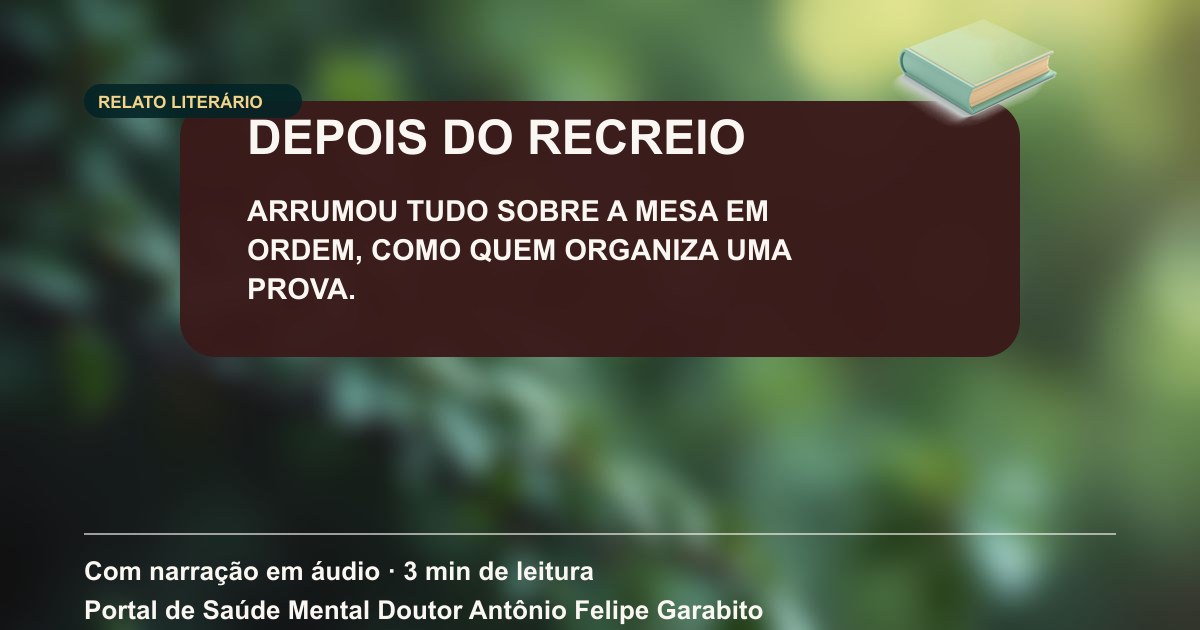 RELATO LITERÁRIO
DEPOIS DO RECREIO
ARRUMOU TUDO SOBRE A MESA EM
ORDEM, COMO QUEM ORGANIZA UMA
PROVA.
Com narração em áudio · 3 min de leitura
Portal de Saúde Mental Doutor Antônio Felipe Garabito